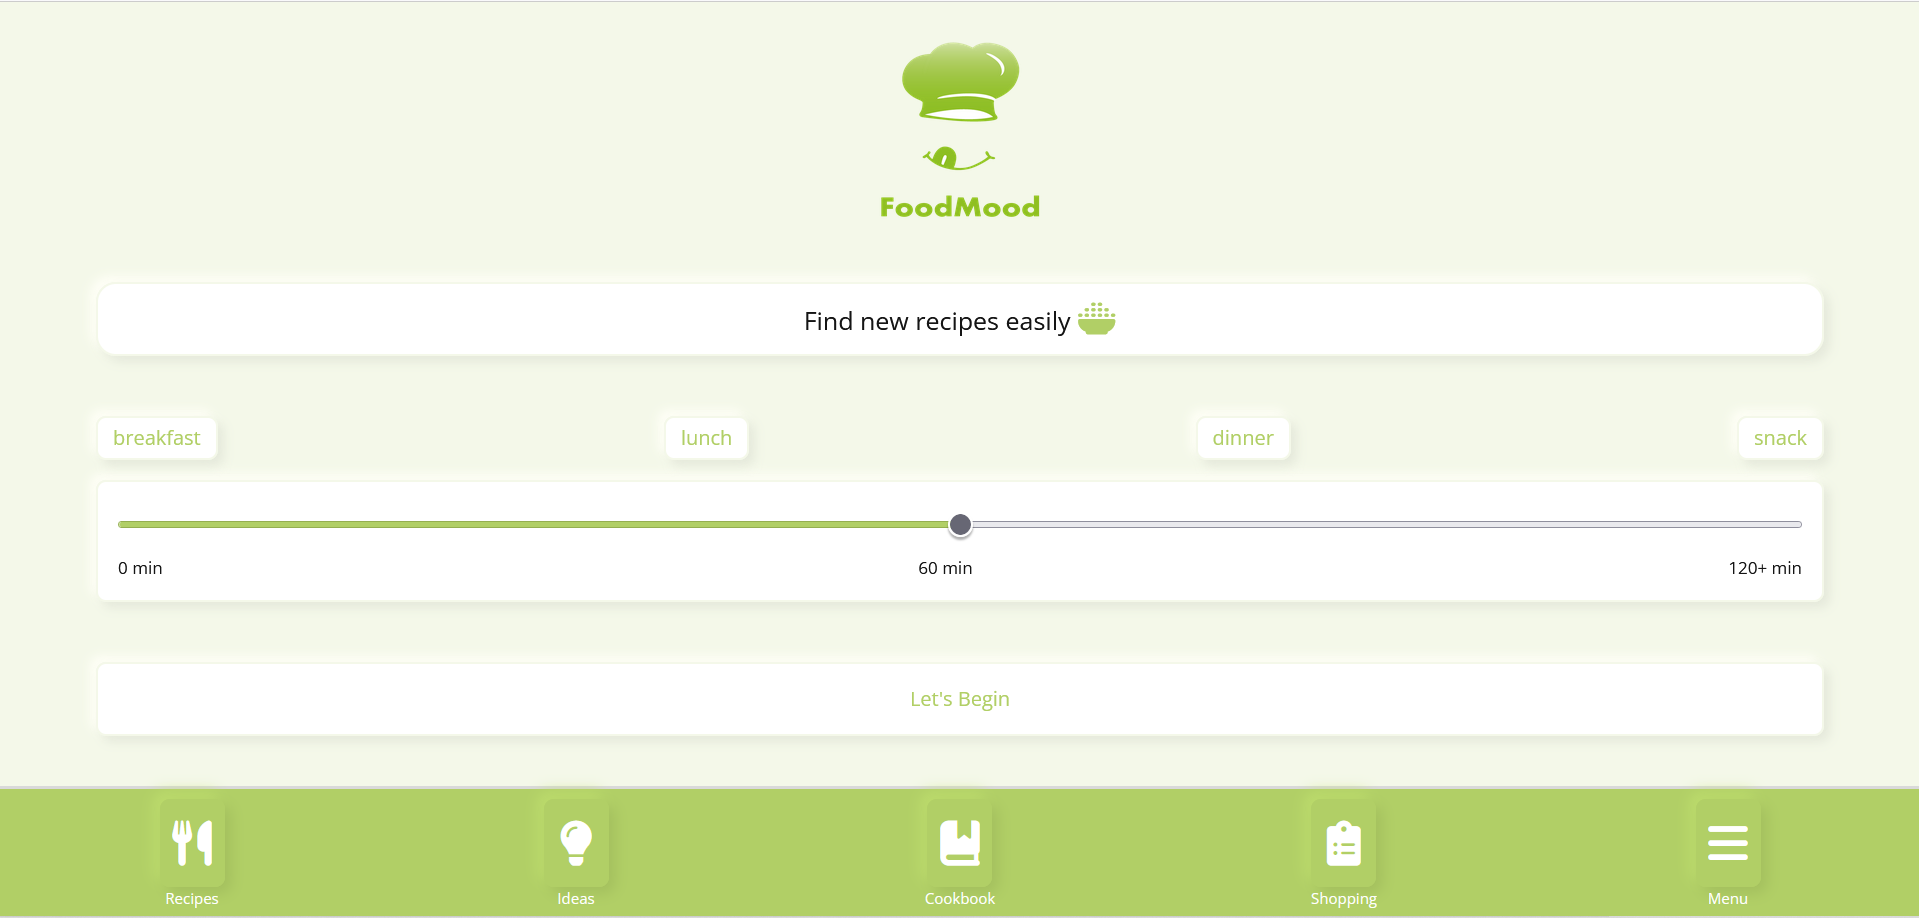 FoodMood
Find new recipes easily
breakfast lunch dinner snack
0 min 60 min 120+ min
Let's Begin
Recipes Ideas Cookbook Shopping Menu